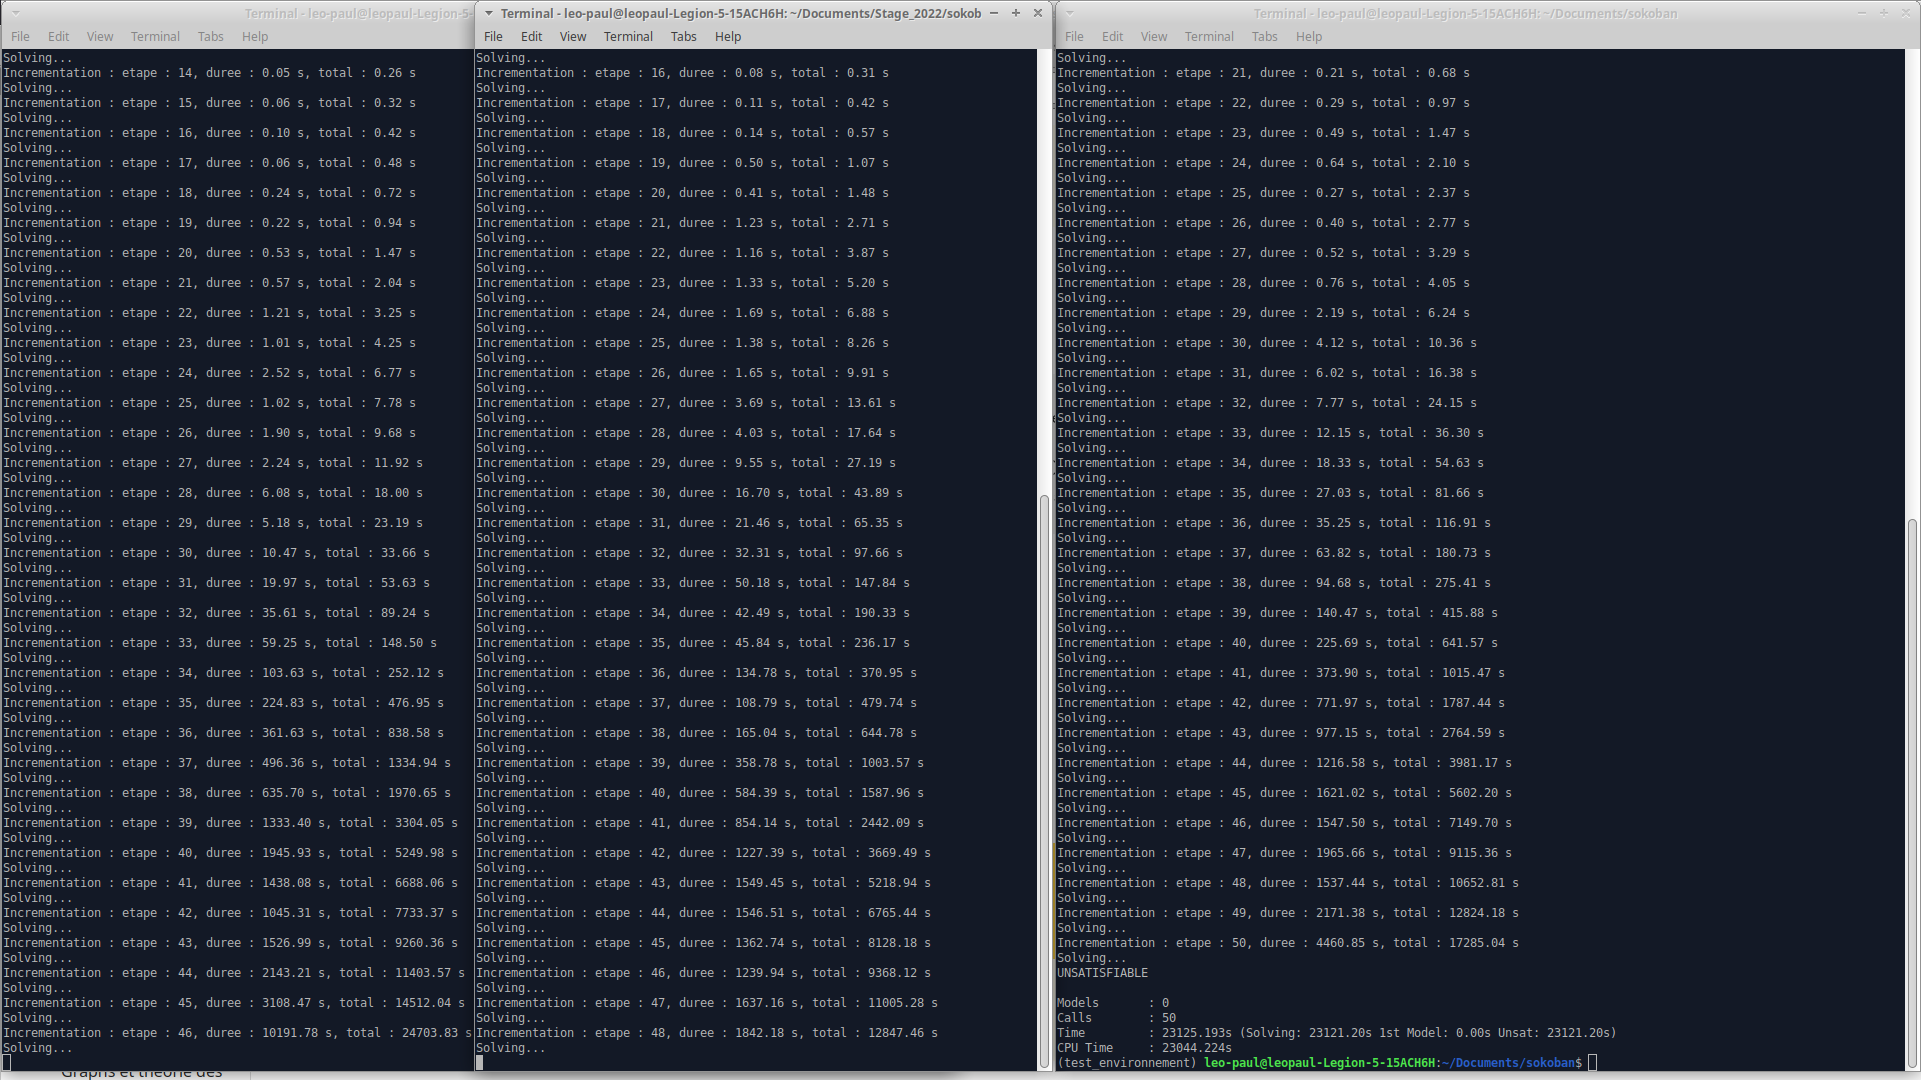 Terminal - leo-paul@leopaul-Legion-5-
File Edit View Terminal Tabs Help
Solving...
Incrementation : etape : 14, duree : 0.05 s, total : 0.26 s
Solving...
Incrementation : etape : 15, duree : 0.06 s, total : 0.32 s
Solving...
Incrementation : etape : 16, duree : 0.10 s, total : 0.42 s
Solving...
Incrementation : etape : 17, duree : 0.06 s, total : 0.48 s
Solving...
Incrementation : etape : 18, duree : 0.24 s, total : 0.72 s
Solving...
Incrementation : etape : 19, duree : 0.22 s, total : 0.94 s
Solving...
Incrementation : etape : 20, duree : 0.53 s, total : 1.47 s
Solving...
Incrementation : etape : 21, duree : 0.57 s, total : 2.04 s
Solving...
Incrementation : etape : 22, duree : 1.21 s, total : 3.25 s
Solving...
Incrementation : etape : 23, duree : 1.01 s, total : 4.25 s
Solving...
Incrementation : etape : 24, duree : 2.52 s, total : 6.77 s
Solving...
Incrementation : etape : 25, duree : 1.02 s, total : 7.78 s
Solving...
Incrementation : etape : 26, duree : 1.90 s, total : 9.68 s
Solving...
Incrementation : etape : 27, duree : 2.24 s, total : 11.92 s
Solving...
Incrementation : etape : 28, duree : 6.08 s, total : 18.00 s
Solving...
Incrementation : etape : 29, duree : 5.18 s, total : 23.19 s
Solving...
Incrementation : etape : 30, duree : 10.47 s, total : 33.66 s
Solving...
Incrementation : etape : 31, duree : 19.97 s, total : 53.63 s
Solving...
Incrementation : etape : 32, duree : 35.61 s, total : 89.24 s
Solving...
Incrementation : etape : 33, duree : 59.25 s, total : 148.50 s
Solving...
Incrementation : etape : 34, duree : 103.63 s, total : 252.12 s
Solving...
Incrementation : etape : 35, duree : 224.83 s, total : 476.95 s
Solving...
Incrementation : etape : 36, duree : 361.63 s, total : 838.58 s
Solving...
Incrementation : etape : 37, duree : 496.36 s, total : 1334.94 s
Solving...
Incrementation : etape : 38, duree : 635.70 s, total : 1970.65 s
Solving...
Incrementation : etape : 39, duree : 1333.40 s, total : 3304.05 s
Solving...
Incrementation : etape : 40, duree : 1945.93 s, total : 5249.98 s
Solving...
Incrementation : etape : 41, duree : 1438.08 s, total : 6688.06 s
Solving...
Incrementation : etape : 42, duree : 1045.31 s, total : 7733.37 s
Solving...
Incrementation : etape : 43, duree : 1526.99 s, total : 9260.36 s
Solving...
Incrementation : etape : 44, duree : 2143.21 s, total : 11403.57 s
Solving...
Incrementation : etape : 45, duree : 3108.47 s, total : 14512.04 s
Solving...
Incrementation : etape : 46, duree : 10191.78 s, total : 24703.83 s
Solving...
Graphs et théorie des
Terminal - leo-paul@leopaul-Legion-5-15ACH6H: ~/Documents/Stage_2022/sokob
File Edit View Terminal Tabs Help
Solving...
Incrementation : etape : 16, duree : 0.08 s, total : 0.31 s
Solving...
Incrementation : etape : 17, duree : 0.11 s, total : 0.42 s
Solving...
Incrementation : etape : 18, duree : 0.14 s, total : 0.57 s
Solving...
Incrementation : etape : 19, duree : 0.50 s, total : 1.07 s
Solving...
Incrementation : etape : 20, duree : 0.41 s, total : 1.48 s
Solving...
Incrementation : etape : 21, duree : 1.23 s, total : 2.71 s
Solving...
Incrementation : etape : 22, duree : 1.16 s, total : 3.87 s
Solving...
Incrementation : etape : 23, duree : 1.33 s, total : 5.20 s
Solving...
Incrementation : etape : 24, duree : 1.69 s, total : 6.88 s
Solving...
Incrementation : etape : 25, duree : 1.38 s, total : 8.26 s
Solving...
Incrementation : etape : 26, duree : 1.65 s, total : 9.91 s
Solving...
Incrementation : etape : 27, duree : 3.69 s, total : 13.61 s
Solving...
Incrementation : etape : 28, duree : 4.03 s, total : 17.64 s
Solving...
Incrementation : etape : 29, duree : 9.55 s, total : 27.19 s
Solving...
Incrementation : etape : 30, duree : 16.70 s, total : 43.89 s
Solving...
Incrementation : etape : 31, duree : 21.46 s, total : 65.35 s
Solving...
Incrementation : etape : 32, duree : 32.31 s, total : 97.66 s
Solving...
Incrementation : etape : 33, duree : 50.18 s, total : 147.84 s
Solving...
Incrementation : etape : 34, duree : 42.49 s, total : 190.33 s
Solving...
Incrementation : etape : 35, duree : 45.84 s, total : 236.17 s
Solving...
Incrementation : etape : 36, duree : 134.78 s, total : 370.95 s
Solving...
Incrementation : etape : 37, duree : 108.79 s, total : 479.74 s
Solving...
Incrementation : etape : 38, duree : 165.04 s, total : 644.78 s
Solving...
Incrementation : etape : 39, duree : 358.78 s, total : 1003.57 s
Solving...
Incrementation : etape : 40, duree : 584.39 s, total : 1587.96 s
Solving...
Incrementation : etape : 41, duree : 854.14 s, total : 2442.09 s
Solving...
Incrementation : etape : 42, duree : 1227.39 s, total : 3669.49 s
Solving...
Incrementation : etape : 43, duree : 1549.45 s, total : 5218.94 s
Solving...
Incrementation : etape : 44, duree : 1546.51 s, total : 6765.44 s
Solving...
Incrementation : etape : 45, duree : 1362.74 s, total : 8128.18 s
Solving...
Incrementation : etape : 46, duree : 1239.94 s, total : 9368.12 s
Solving...
Incrementation : etape : 47, duree : 1637.16 s, total : 11005.28 s
Solving...
Incrementation : etape : 48, duree : 1842.18 s, total : 12847.46 s
Solving...
Terminal - leo-paul@leopaul-Legion-5-15ACH6H: ~/Documents/sokoban
File Edit View Terminal Tabs Help
Solving...
Incrementation : etape : 21, duree : 0.21 s, total : 0.68 s
Solving...
Incrementation : etape : 22, duree : 0.29 s, total : 0.97 s
Solving...
Incrementation : etape : 23, duree : 0.49 s, total : 1.47 s
Solving...
Incrementation : etape : 24, duree : 0.64 s, total : 2.10 s
Solving...
Incrementation : etape : 25, duree : 0.27 s, total : 2.37 s
Solving...
Incrementation : etape : 26, duree : 0.40 s, total : 2.77 s
Solving...
Incrementation : etape : 27, duree : 0.52 s, total : 3.29 s
Solving...
Incrementation : etape : 28, duree : 0.76 s, total : 4.05 s
Solving...
Incrementation : etape : 29, duree : 2.19 s, total : 6.24 s
Solving...
Incrementation : etape : 30, duree : 4.12 s, total : 10.36 s
Solving...
Incrementation : etape : 31, duree : 6.02 s, total : 16.38 s
Solving...
Incrementation : etape : 32, duree : 7.77 s, total : 24.15 s
Solving...
Incrementation : etape : 33, duree : 12.15 s, total : 36.30 s
Solving...
Incrementation : etape : 34, duree : 18.33 s, total : 54.63 s
Solving...
Incrementation : etape : 35, duree : 27.03 s, total : 81.66 s
Solving...
Incrementation : etape : 36, duree : 35.25 s, total : 116.91 s
Solving...
Incrementation : etape : 37, duree : 63.82 s, total : 180.73 s
Solving...
Incrementation : etape : 38, duree : 94.68 s, total : 275.41 s
Solving...
Incrementation : etape : 39, duree : 140.47 s, total : 415.88 s
Solving...
Incrementation : etape : 40, duree : 225.69 s, total : 641.57 s
Solving...
Incrementation : etape : 41, duree : 373.90 s, total : 1015.47 s
Solving...
Incrementation : etape : 42, duree : 771.97 s, total : 1787.44 s
Solving...
Incrementation : etape : 43, duree : 977.15 s, total : 2764.59 s
Solving...
Incrementation : etape : 44, duree : 1216.58 s, total : 3981.17 s
Solving...
Incrementation : etape : 45, duree : 1621.02 s, total : 5602.20 s
Solving...
Incrementation : etape : 46, duree : 1547.50 s, total : 7149.70 s
Solving...
Incrementation : etape : 47, duree : 1965.66 s, total : 9115.36 s
Solving...
Incrementation : etape : 48, duree : 1537.44 s, total : 10652.81 s
Solving...
Incrementation : etape : 49, duree : 2171.38 s, total : 12824.18 s
Solving...
Incrementation : etape : 50, duree : 4460.85 s, total : 17285.04 s
Solving...
UNSATISFIABLE
Models : 0
Calls : 50
Time : 23125.193s (Solving: 23121.20s 1st Model: 0.00s Unsat: 23121.20s)
CPU Time : 23044.224s
(test_environnement) leo-paul@leopaul-Legion-5-15ACH6H:~/Documents/sokoban$